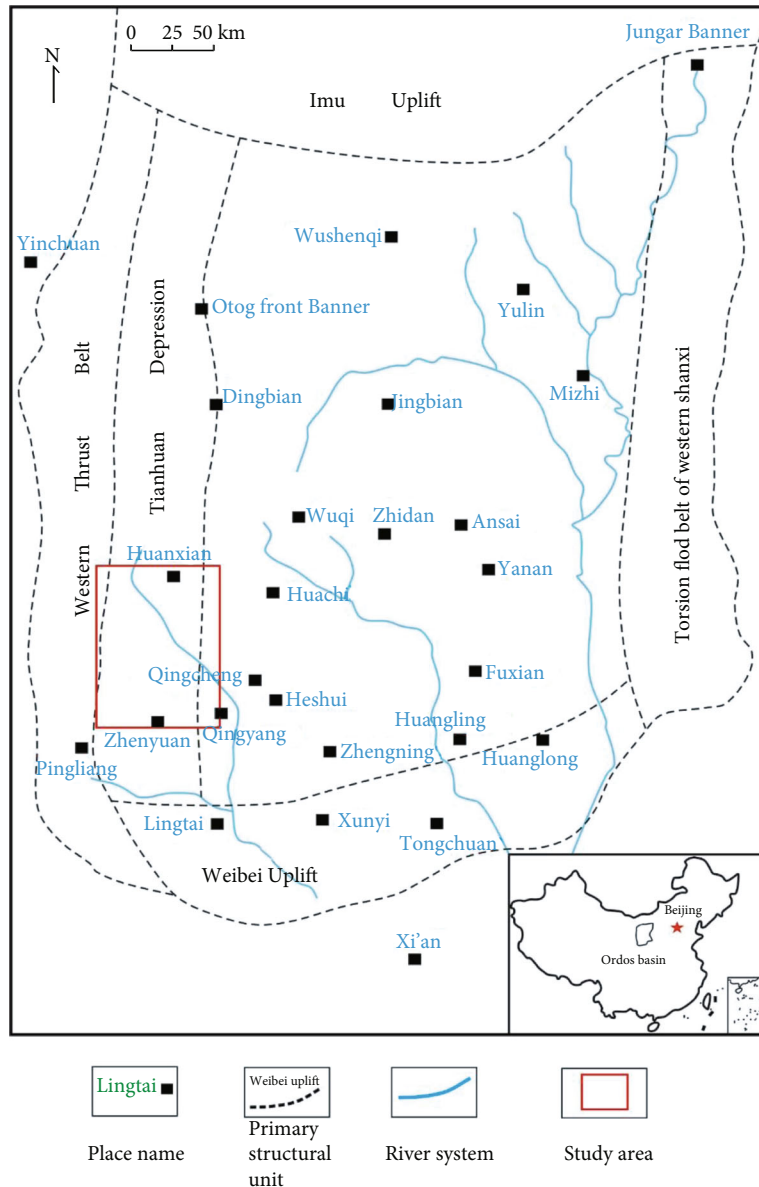 0 25 50 km
N
Jungar Banner
Imu Uplift
Wushenqi
Yinchuan
Yulin
Otog front Banner
Dingbian
Jingbian
Mizhi
Western Thrust Belt
Tianhuan Depression
Torsion flod belt of western shanxi
Wuqi
Zhidan
Ansai
Huanxian
Yanan
Huachi
Qingcheng
Fuxian
Heshui
Zhenyuan
Qingyang
Huangling
Zhengning
Huanglong
Pingliang
Lingtai
Xunyi
Tongchuan
Weibei Uplift
Xi'an
Beijing
Ordos basin
Lingtai
Weibei uplift
Place name
Primary
structural
unit
River system
Study area